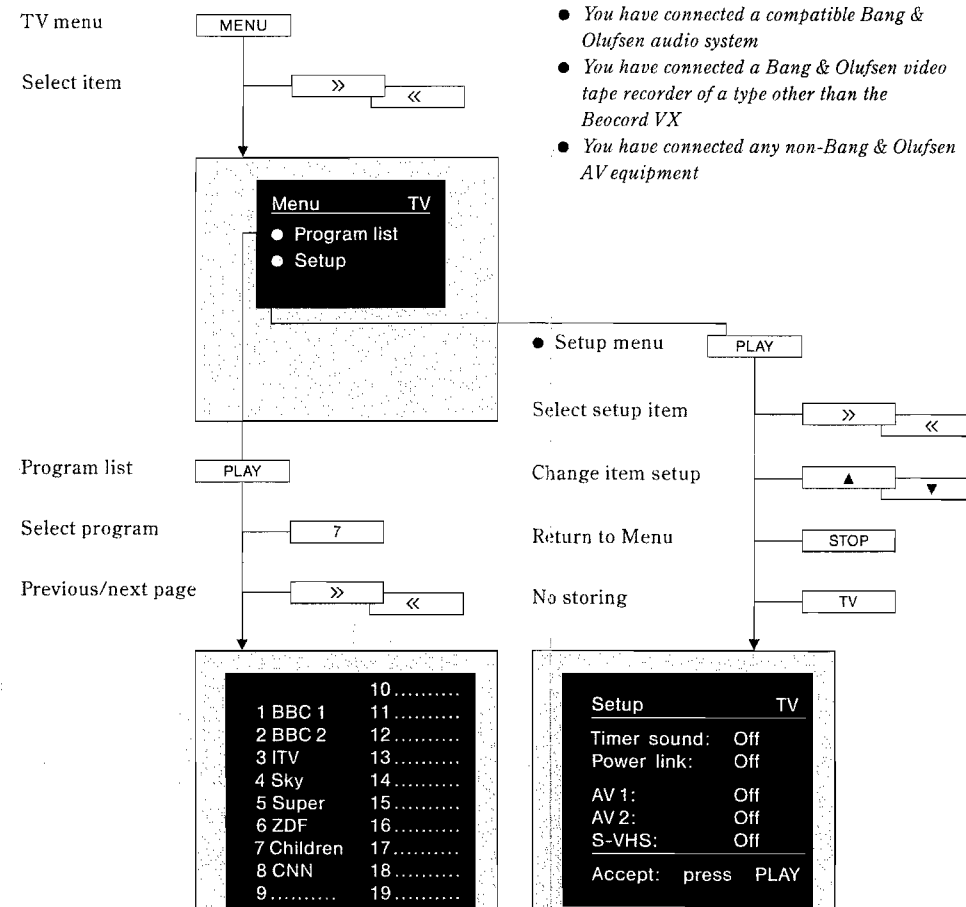 TV menu
MENU
Select item
»
«
● You have connected a compatible Bang &
Olufsen audio system
● You have connected a Bang & Olufsen video
tape recorder of a type other than the
Beocord VX
● You have connected any non-Bang & Olufsen
AV equipment
Menu TV
● Program list
● Setup
Program list
PLAY
Select program
7
Previous/next page
»
«
10..........
1 BBC 1 11..........
2 BBC 2 12..........
3 ITV 13..........
4 Sky 14..........
5 Super 15..........
6 ZDF 16..........
7 Children 17..........
8 CNN 18..........
9.......... 19..........
● Setup menu
PLAY
Select setup item
»
«
Change item setup
▲
▼
Return to Menu
STOP
No storing
TV
Setup TV
Timer sound: Off
Power link: Off
AV 1: Off
AV 2: Off
S-VHS: Off
Accept: press PLAY